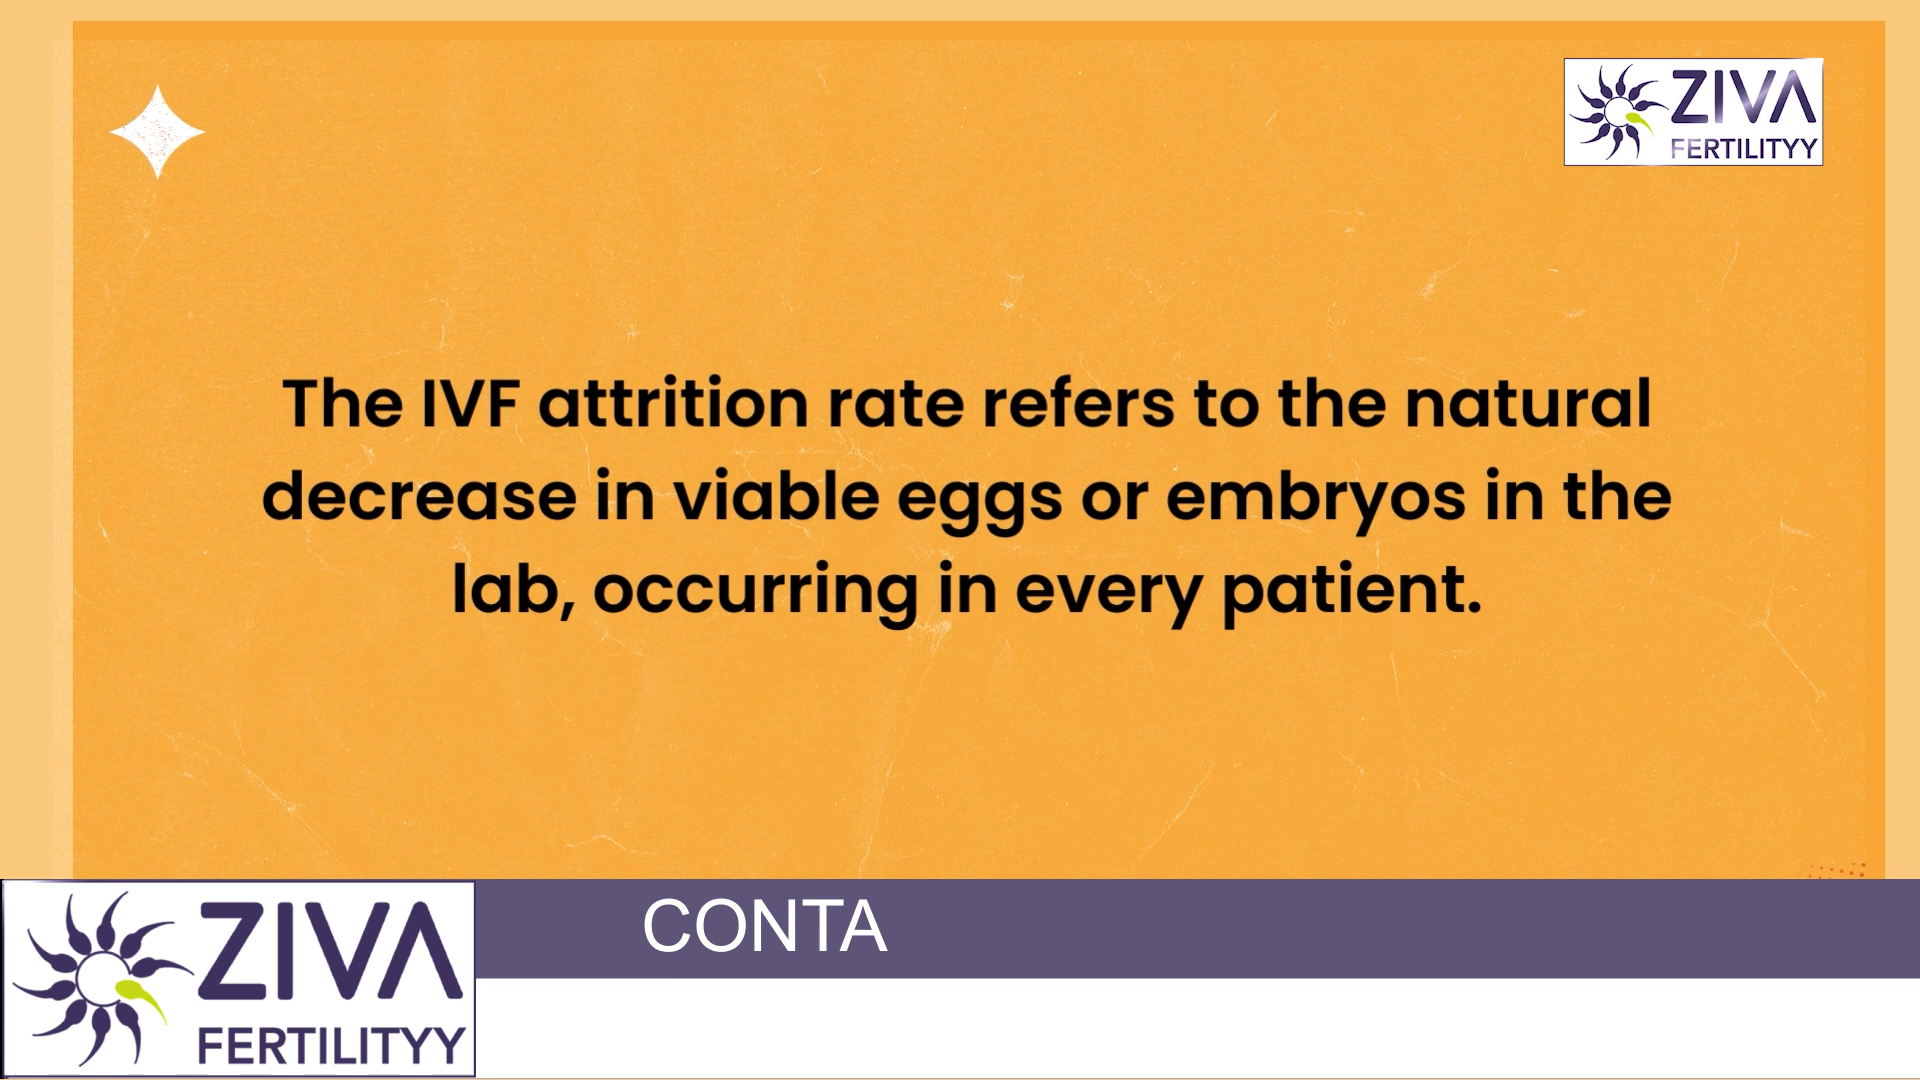 ZIVA
FERTILITYY
The IVF attrition rate refers to the natural
decrease in viable eggs or embryos in the
lab, occurring in every patient.
CONTA
ZIVA
FERTILITYY